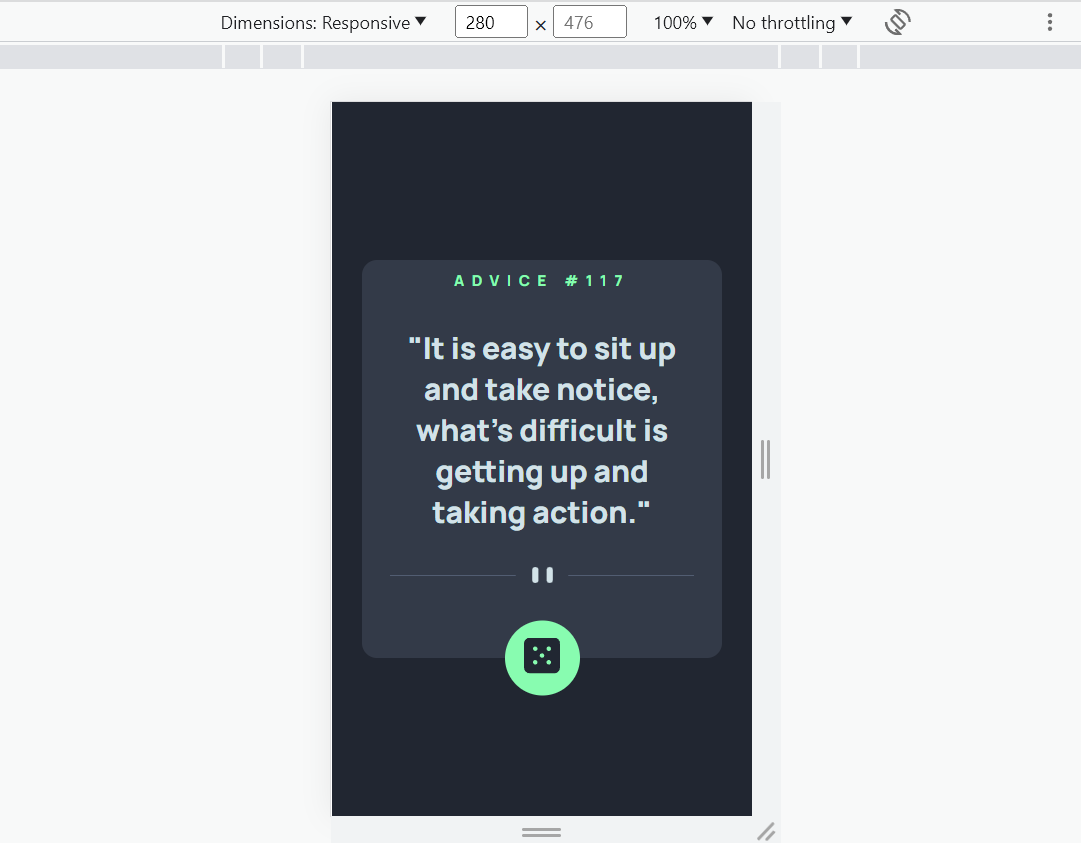 Dimensions: Responsive ▼ 280 × 476 100% ▼ No throttling ▼
ADVICE #117
"It is easy to sit up
and take notice,
what's difficult is
getting up and
taking action."